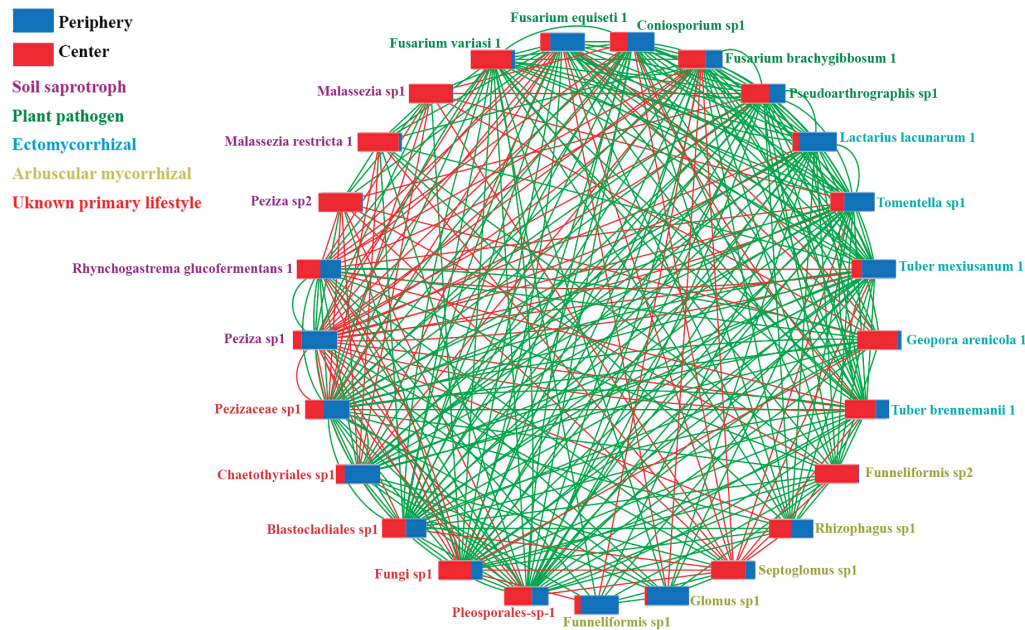 Periphery
Center
Soil saprotroph
Plant pathogen
Ectomycorrhizal
Arbuscular mycorrhizal
Uknown primary lifestyle
Fusarium equiseti 1
Coniosporium sp1
Fusarium variasi 1
Fusarium brachygibbosum 1
Malassezia sp1
Pseudoarthrographis sp1
Malassezia restricta 1
Lactarius lacunarum 1
Peziza sp2
Tomentella sp1
Rhynchogastrema glucofermentans 1
Tuber mexiusanum 1
Peziza sp1
Geopora arenicola 1
Pezizaceae sp1
Tuber brennemanii 1
Chaetothyriales sp1
Funneliformis sp2
Blastocladiales sp1
Rhizophagus sp1
Fungi sp1
Septoglomus sp1
Pleosporales-sp-1
Glomus sp1
Funneliformis sp1